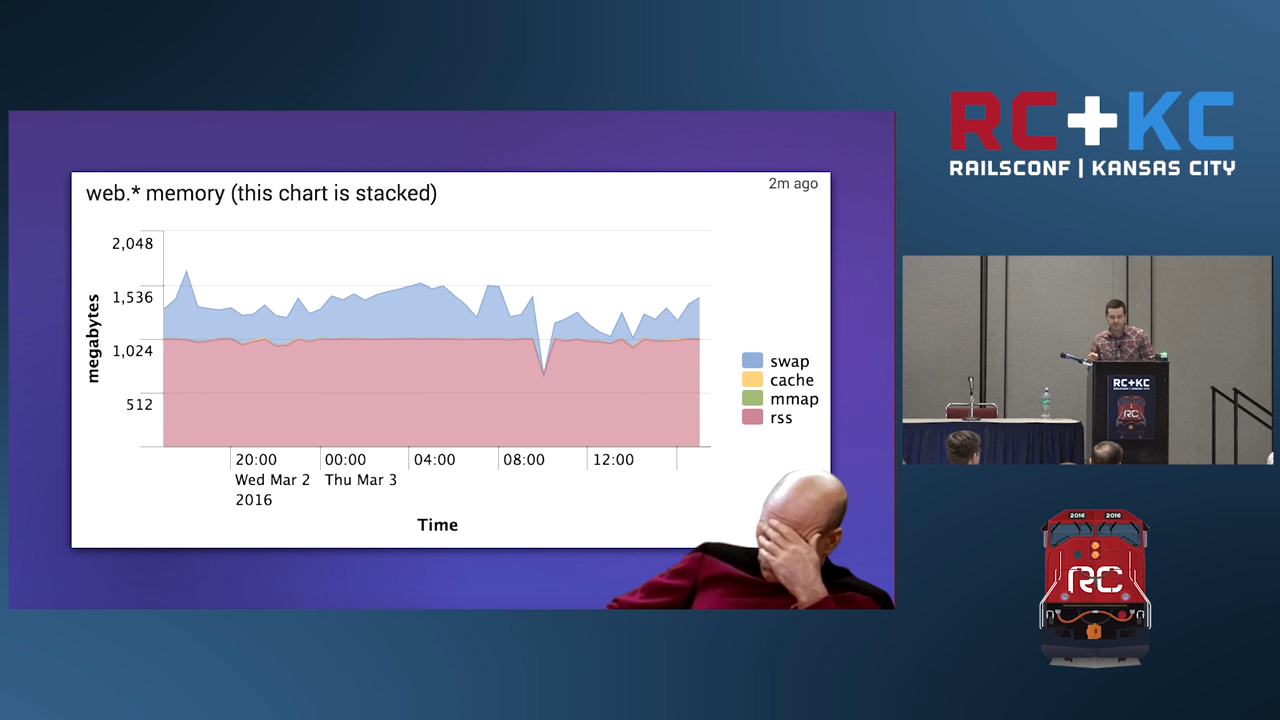 web.* memory (this chart is stacked)
2m ago
2,048
1,536
1,024
512
megabytes
swap
cache
mmap
rss
20:00
00:00
04:00
08:00
12:00
Wed Mar 2
Thu Mar 3
2016
Time
RC+KC
RAILSCONF | KANSAS CITY
RC+KC
RC
2016
2016
RC